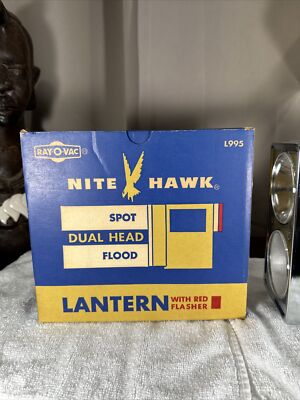 RAY-O-VAC®
L995
NITE HAWK®
SPOT
DUAL HEAD
FLOOD
LANTERN WITH RED
FLASHER